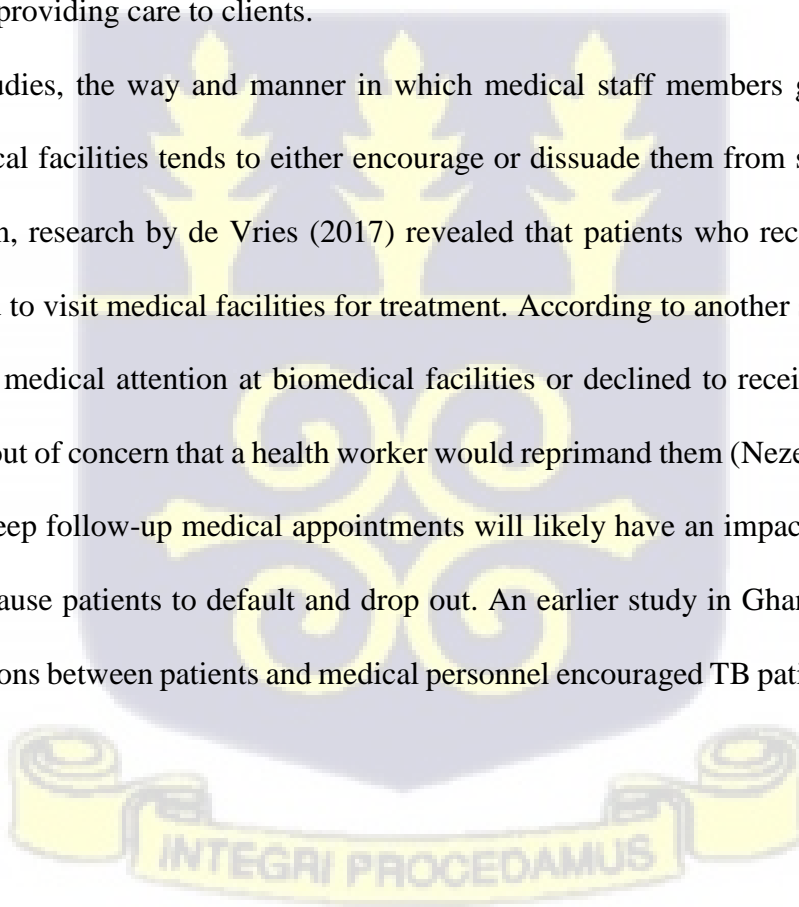 providing care to clients.
udies, the way and manner in which medical staff members g
cal facilities tends to either encourage or dissuade them from s
n, research by de Vries (2017) revealed that patients who rec
to visit medical facilities for treatment. According to another
medical attention at biomedical facilities or declined to recei
out of concern that a health worker would reprimand them (Neze
eep follow-up medical appointments will likely have an impac
ause patients to default and drop out. An earlier study in Ghan
ons between patients and medical personnel encouraged TB pati
INTEGRI PROCEDAMUS